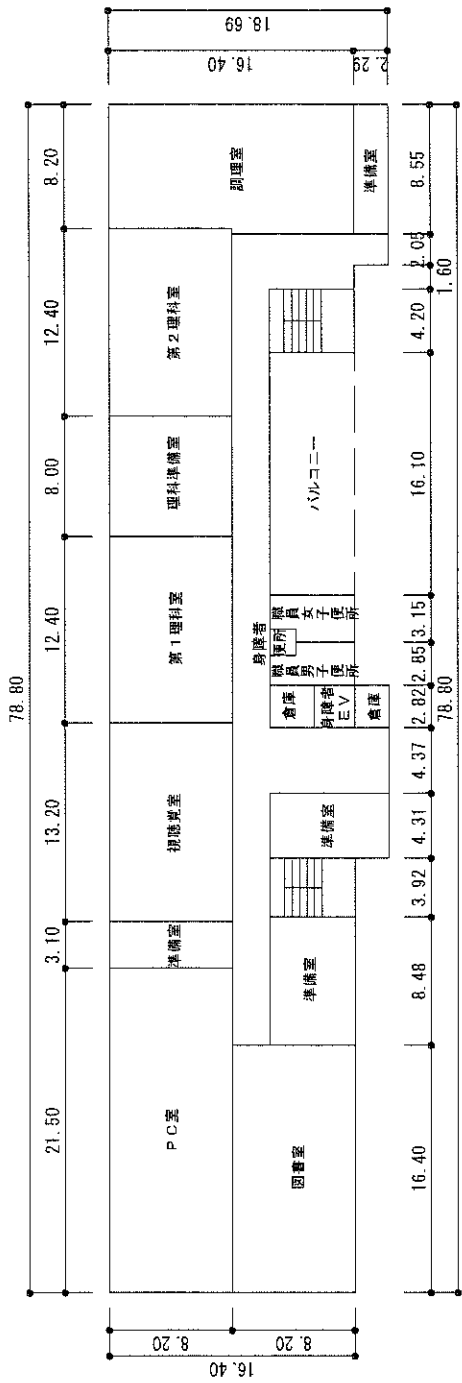 78.80
21.50
3.10
13.20
12.40
8.00
12.40
8.20
18.69
16.40
2.29
8.20
8.20
16.40
PC室
準備室
視聴覚室
第1理科室
理科準備室
第2理科室
調理室
準備室
図書室
準備室
準備室
倉庫
身障者
EV
倉庫
職員男子便所
身障者
便所
職員女子便所
バルコニー
16.40
8.48
3.92
4.31
4.37
2.82
2.85
3.15
16.10
4.20
1.60
2.05
8.55
78.80